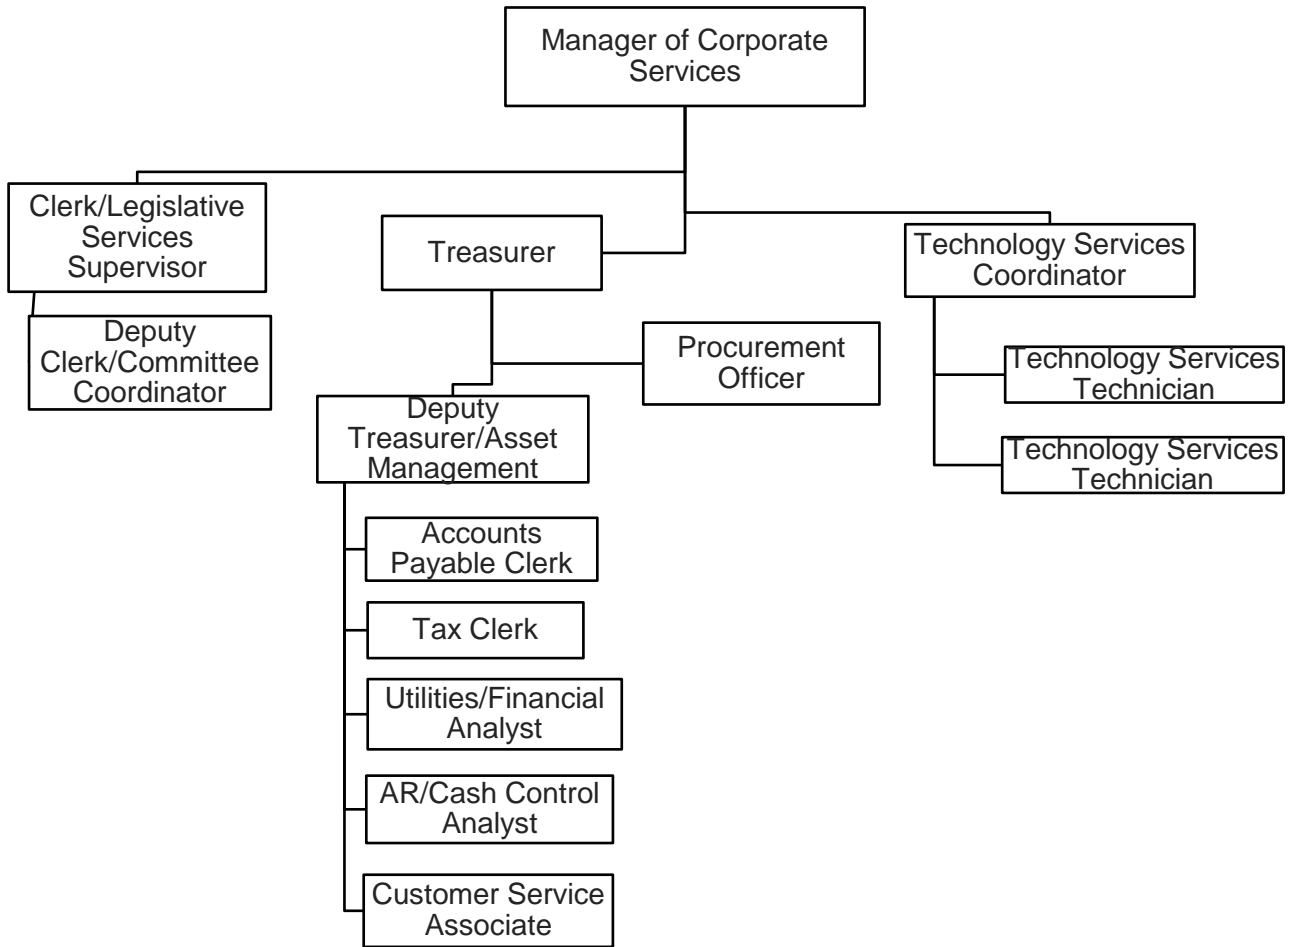 Manager of Corporate
Services
Clerk/Legislative
Services
Supervisor
Treasurer
Technology Services
Coordinator
Deputy
Clerk/Committee
Coordinator
Procurement
Officer
Technology Services
Technician
Deputy
Treasurer/Asset
Management
Technology Services
Technician
Accounts
Payable Clerk
Tax Clerk
Utilities/Financial
Analyst
AR/Cash Control
Analyst
Customer Service
Associate